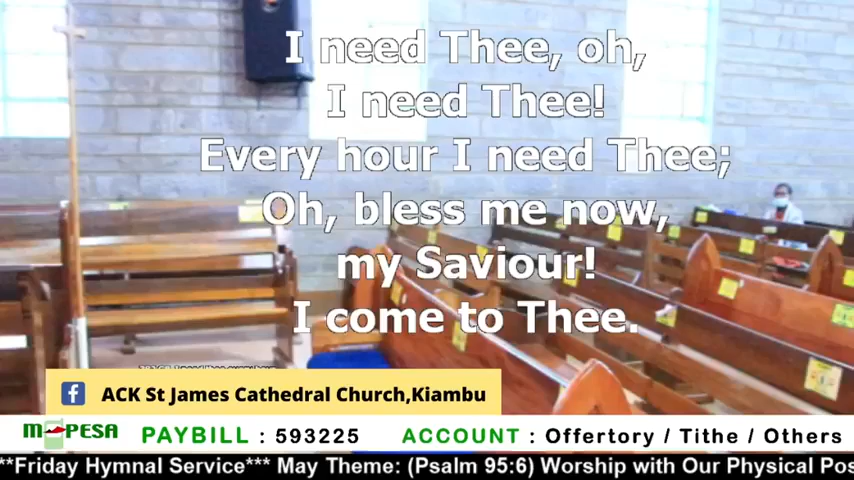 I need Thee, oh,
I need Thee!
Every hour I need Thee;
Oh, bless me now,
my Saviour!
I come to Thee.
ACK St James Cathedral Church,Kiambu
M-PESA PAYBILL : 593225 ACCOUNT : Offertory / Tithe / Others
**Friday Hymnal Service*** May Theme: (Psalm 95:6) Worship with Our Physical Pos